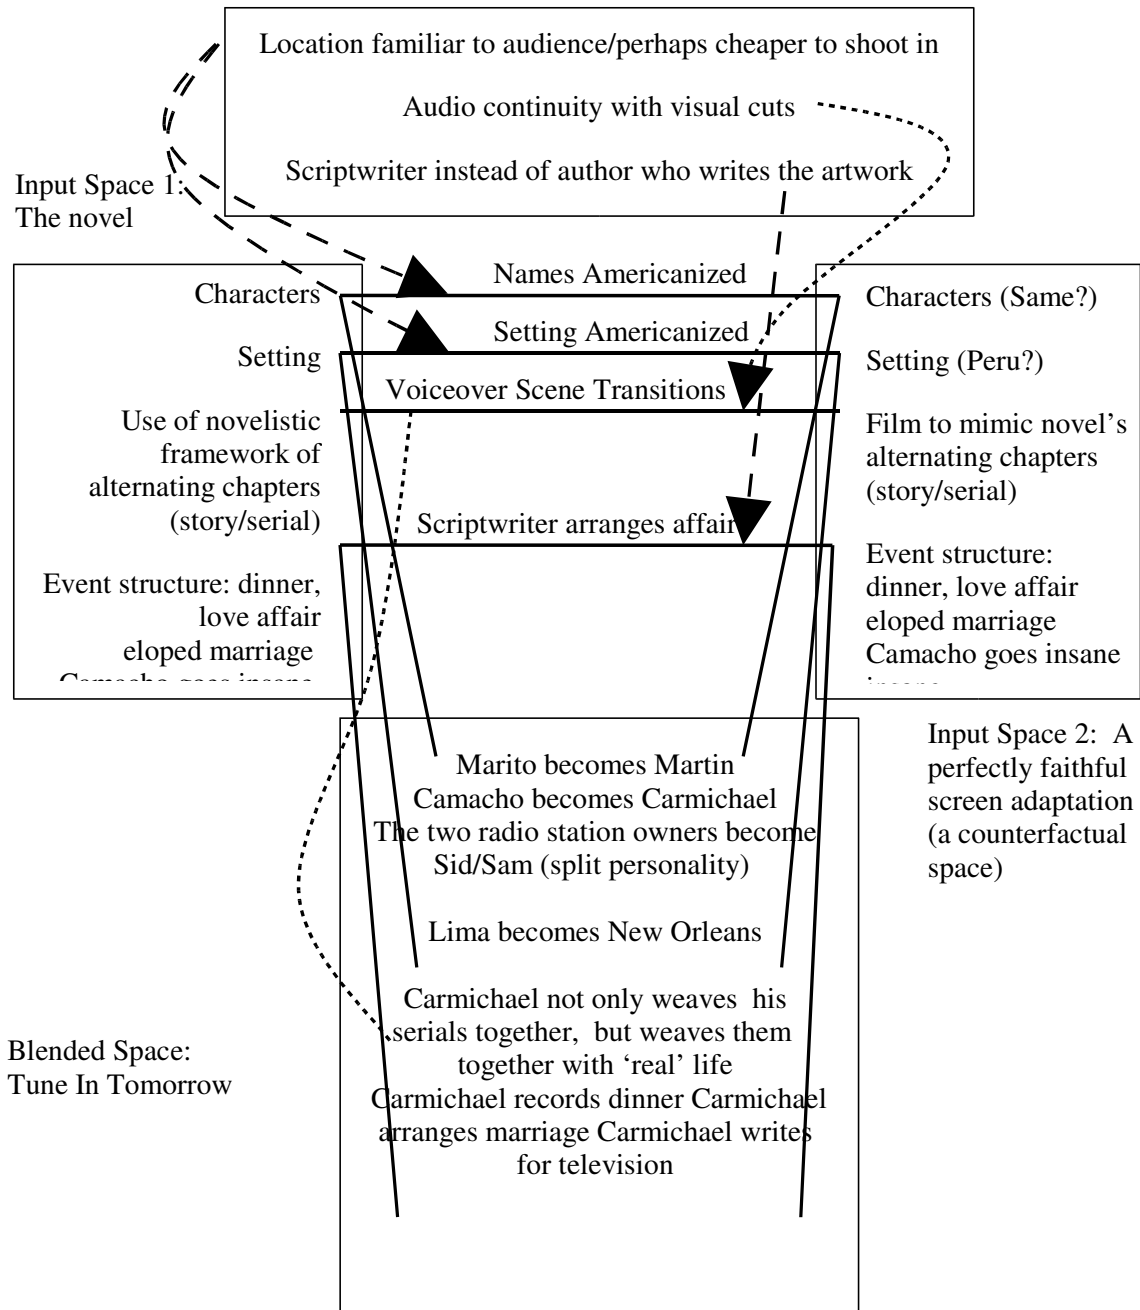 Location familiar to audience/perhaps cheaper to shoot in
Audio continuity with visual cuts
Scriptwriter instead of author who writes the artwork
Input Space 1:
The novel
Characters
Setting
Use of novelistic
framework of
alternating chapters
(story/serial)
Event structure: dinner,
love affair
eloped marriage
Camacho goes insane
Names Americanized
Setting Americanized
Voiceover Scene Transitions
Scriptwriter arranges affair
Characters (Same?)
Setting (Peru?)
Film to mimic novel’s
alternating chapters
(story/serial)
Event structure:
dinner, love affair
eloped marriage
Camacho goes insane
insane
Input Space 2:  A
perfectly faithful
screen adaptation
(a counterfactual
space)
Marito becomes Martin
Camacho becomes Carmichael
The two radio station owners become
Sid/Sam (split personality)
Lima becomes New Orleans
Carmichael not only weaves  his
serials together,  but weaves them
together with ‘real’ life
Carmichael records dinner Carmichael
arranges marriage Carmichael writes
for television
Blended Space:
Tune In Tomorrow